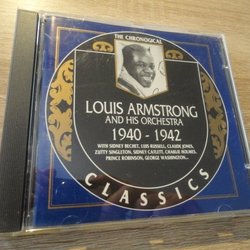 THE CHRONOLOGICAL
LOUIS ARMSTRONG
AND HIS ORCHESTRA
1940 - 1942
WITH SIDNEY BECHET, LUIS RUSSELL, CLAUDE JONES,
ZUTTY SINGLETON, SIDNEY CATLETT, CHARLIE HOLMES,
PRINCE ROBINSON, GEORGE WASHINGTON...
CLASSICS